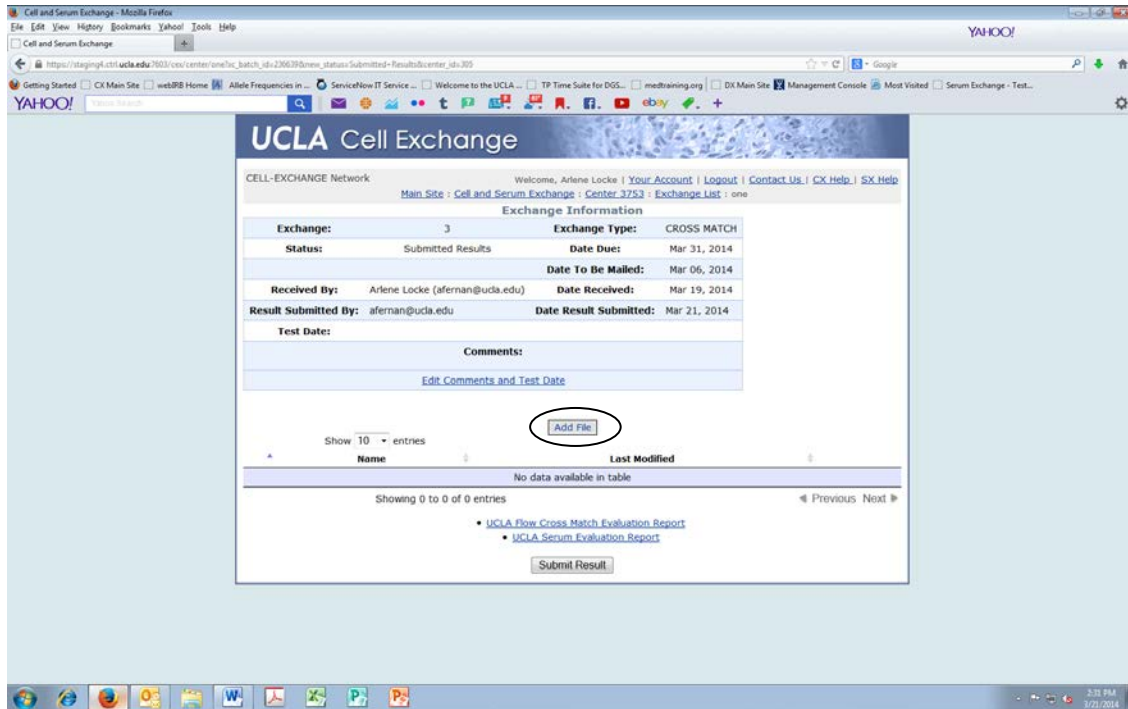 Cell and Serum Exchange - Mozilla Firefox
File Edit View History Bookmarks Yahoo! Tools Help
YAHOO!
Cell and Serum Exchange +
Google
Getting Started CX Main Site webIRB Home Allele Frequencies in ... ServiceNow IT Service ... Welcome to the UCLA ... TP Time Suite for DGS... medtraining.org DX Main Site Management Console Most Visited Serum Exchange - Test...
YAHOO! ebay +
UCLA Cell Exchange
CELL-EXCHANGE Network Welcome, Arlene Locke | Your Account | Logout | Contact Us | CX Help | SX Help
Main Site : Cell and Serum Exchange : Center 3753 : Exchange List : one
Exchange Information
Exchange: 3 Exchange Type: CROSS MATCH
Status: Submitted Results Date Due: Mar 31, 2014
Date To Be Mailed: Mar 06, 2014
Received By: Arlene Locke (afernan@ucla.edu) Date Received: Mar 19, 2014
Result Submitted By: afernan@ucla.edu Date Result Submitted: Mar 21, 2014
Test Date:
Comments:
Edit Comments and Test Date
Add File
Show 10 entries
Name Last Modified
No data available in table
Showing 0 to 0 of 0 entries Previous Next
• UCLA Flow Cross Match Evaluation Report
• UCLA Serum Evaluation Report
Submit Result
2:31 PM
3/21/2014